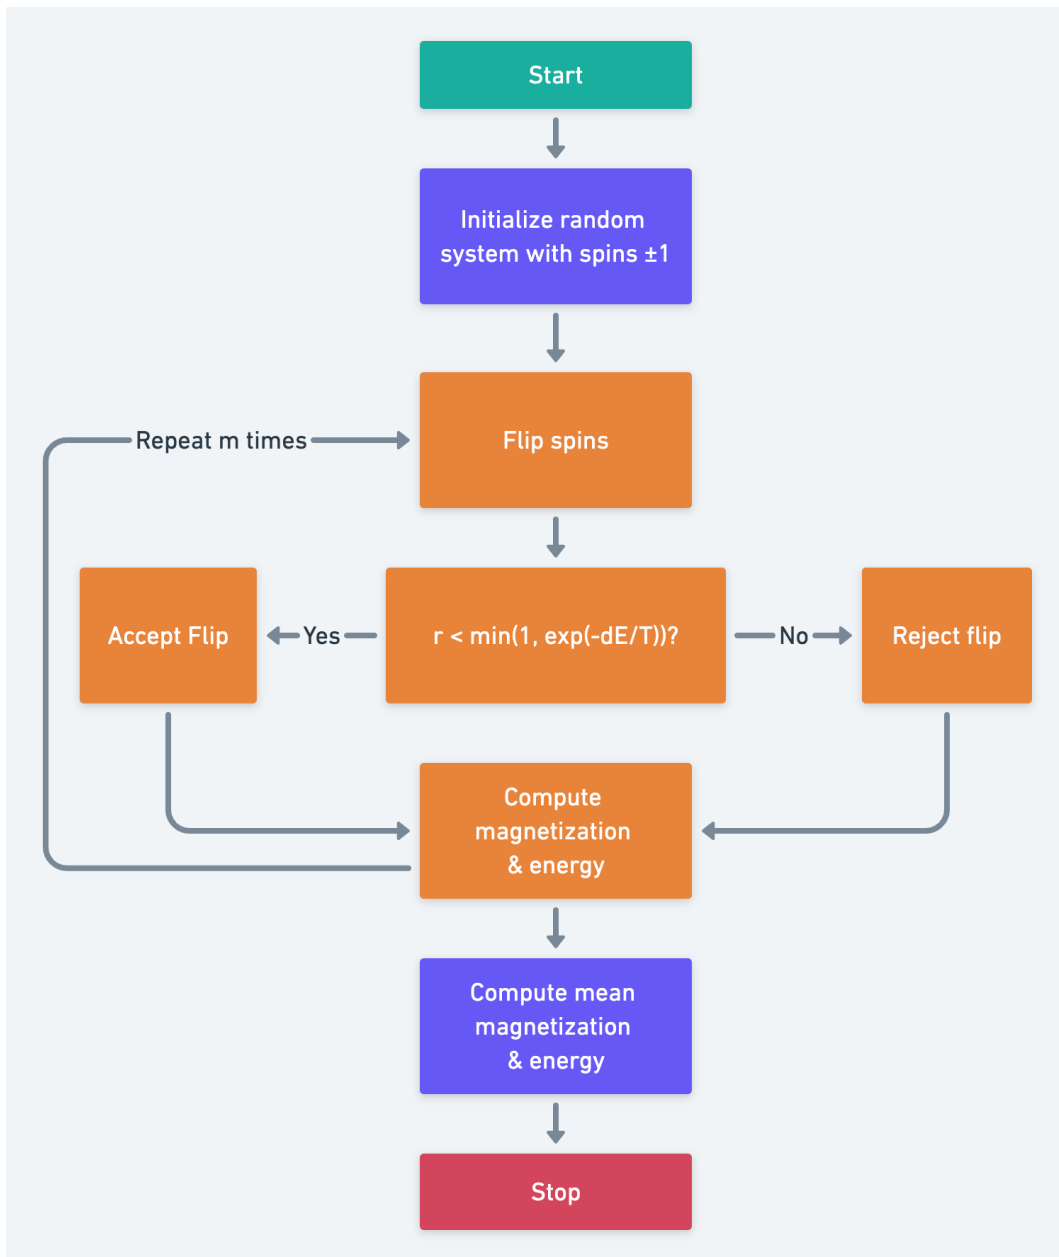 Start
Initialize random
system with spins ±1
Repeat m times
Flip spins
Accept Flip
Yes
r < min(1, exp(-dE/T))?
No
Reject flip
Compute
magnetization
& energy
Compute mean
magnetization
& energy
Stop